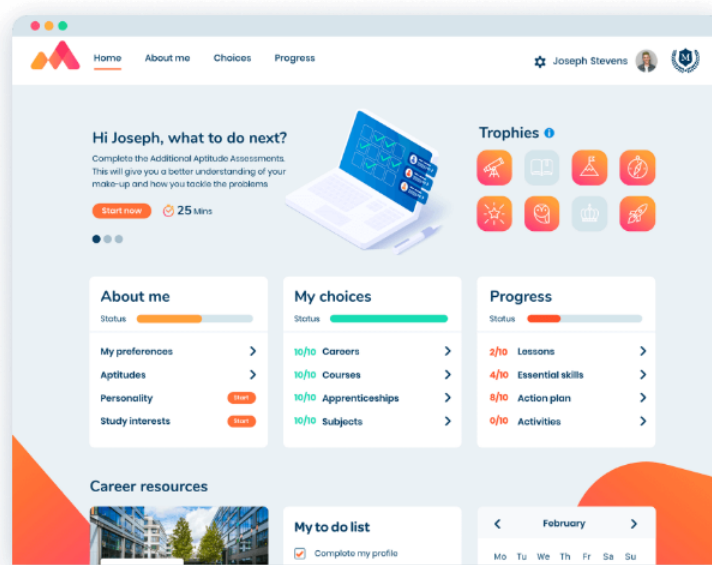 Home About me Choices Progress
Joseph Stevens
M
Hi Joseph, what to do next?
Complete the Additional Aptitude Assessments.
This will give you a better understanding of your
make-up and how you tackle the problems
Start now 25 Mins
Trophies
About me
Status
My preferences
Aptitudes
Personality Start
Study interests Start
My choices
Status
10/10 Careers
10/10 Courses
10/10 Apprenticeships
10/10 Subjects
Progress
Status
2/10 Lessons
4/10 Essential skills
8/10 Action plan
0/10 Activities
Career resources
My to do list
Complete my profile
February
Mo Tu We Th Fr Sa Su